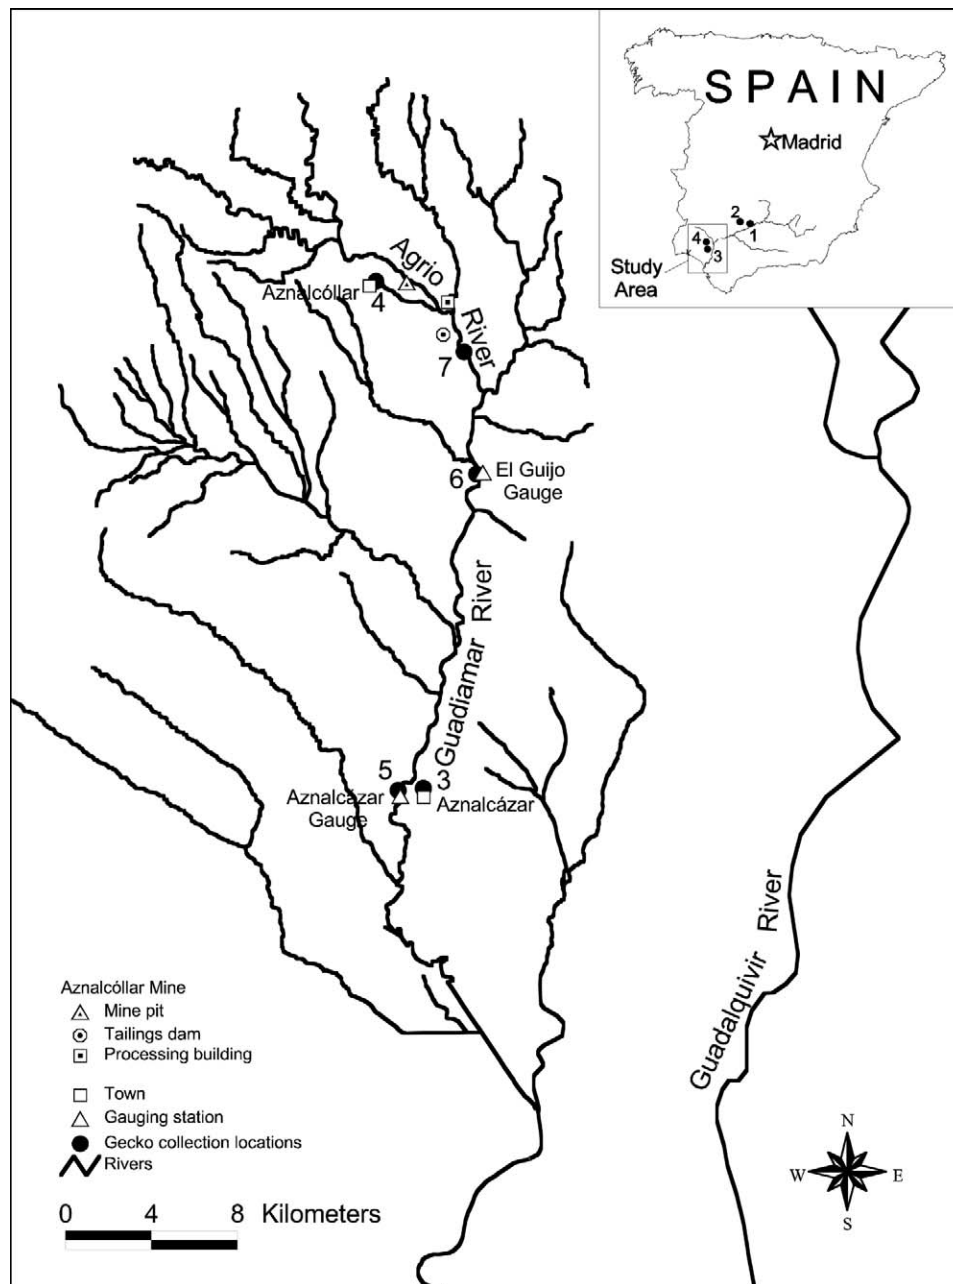 SPAIN
Madrid
2
1
4
3
Study
Area
Agrio
River
Aznalcóllar
4
7
6
El Guijo
Gauge
Guadiamar River
5
3
Aznalcázar
Gauge
Aznalcázar
Guadalquivir River
Aznalcóllar Mine
Mine pit
Tailings dam
Processing building
Town
Gauging station
Gecko collection locations
Rivers
0 4 8 Kilometers
N
W E
S